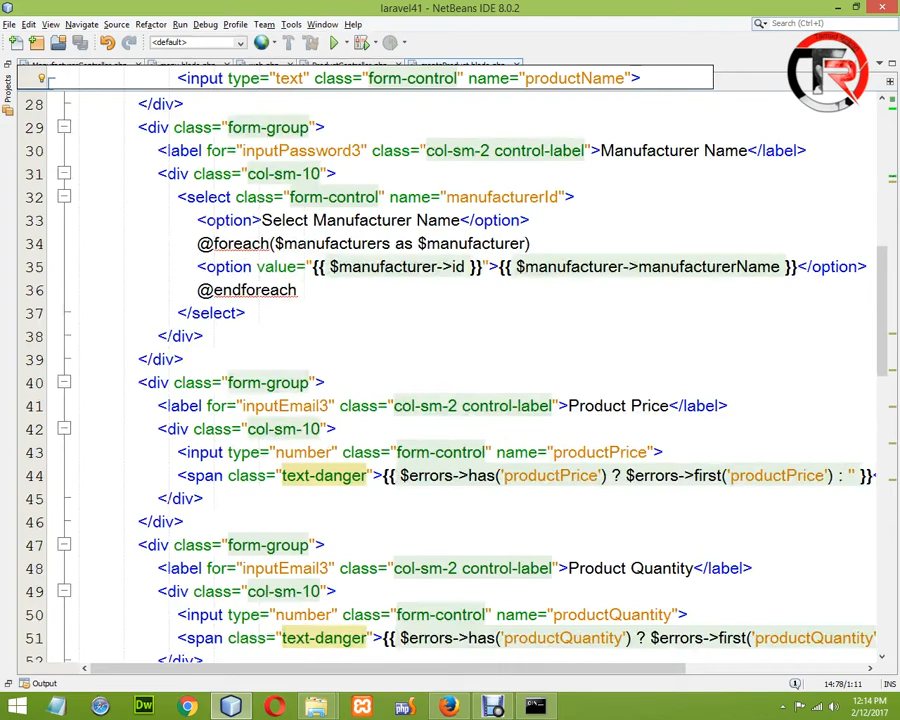 laravel41 - NetBeans IDE 8.0.2
File Edit View Navigate Source Refactor Run Debug Profile Team Tools Window Help
Search (Ctrl+I)
<default>
Projects
<input type="text" class="form-control" name="productName">
28 </div>
29 <div class="form-group">
30 <label for="inputPassword3" class="col-sm-2 control-label">Manufacturer Name</label>
31 <div class="col-sm-10">
32 <select class="form-control" name="manufacturerId">
33 <option>Select Manufacturer Name</option>
34 @foreach($manufacturers as $manufacturer)
35 <option value="{{ $manufacturer->id }}">{{ $manufacturer->manufacturerName }}</option>
36 @endforeach
37 </select>
38 </div>
39 </div>
40 <div class="form-group">
41 <label for="inputEmail3" class="col-sm-2 control-label">Product Price</label>
42 <div class="col-sm-10">
43 <input type="number" class="form-control" name="productPrice">
44 <span class="text-danger">{{ $errors->has('productPrice') ? $errors->first('productPrice') : '' }}<
45 </div>
46 </div>
47 <div class="form-group">
48 <label for="inputEmail3" class="col-sm-2 control-label">Product Quantity</label>
49 <div class="col-sm-10">
50 <input type="number" class="form-control" name="productQuantity">
51 <span class="text-danger">{{ $errors->has('productQuantity') ? $errors->first('productQuantity'
52 </div>
Output
14:78/1:11 INS
Dw
php
12:14 PM
2/12/2017